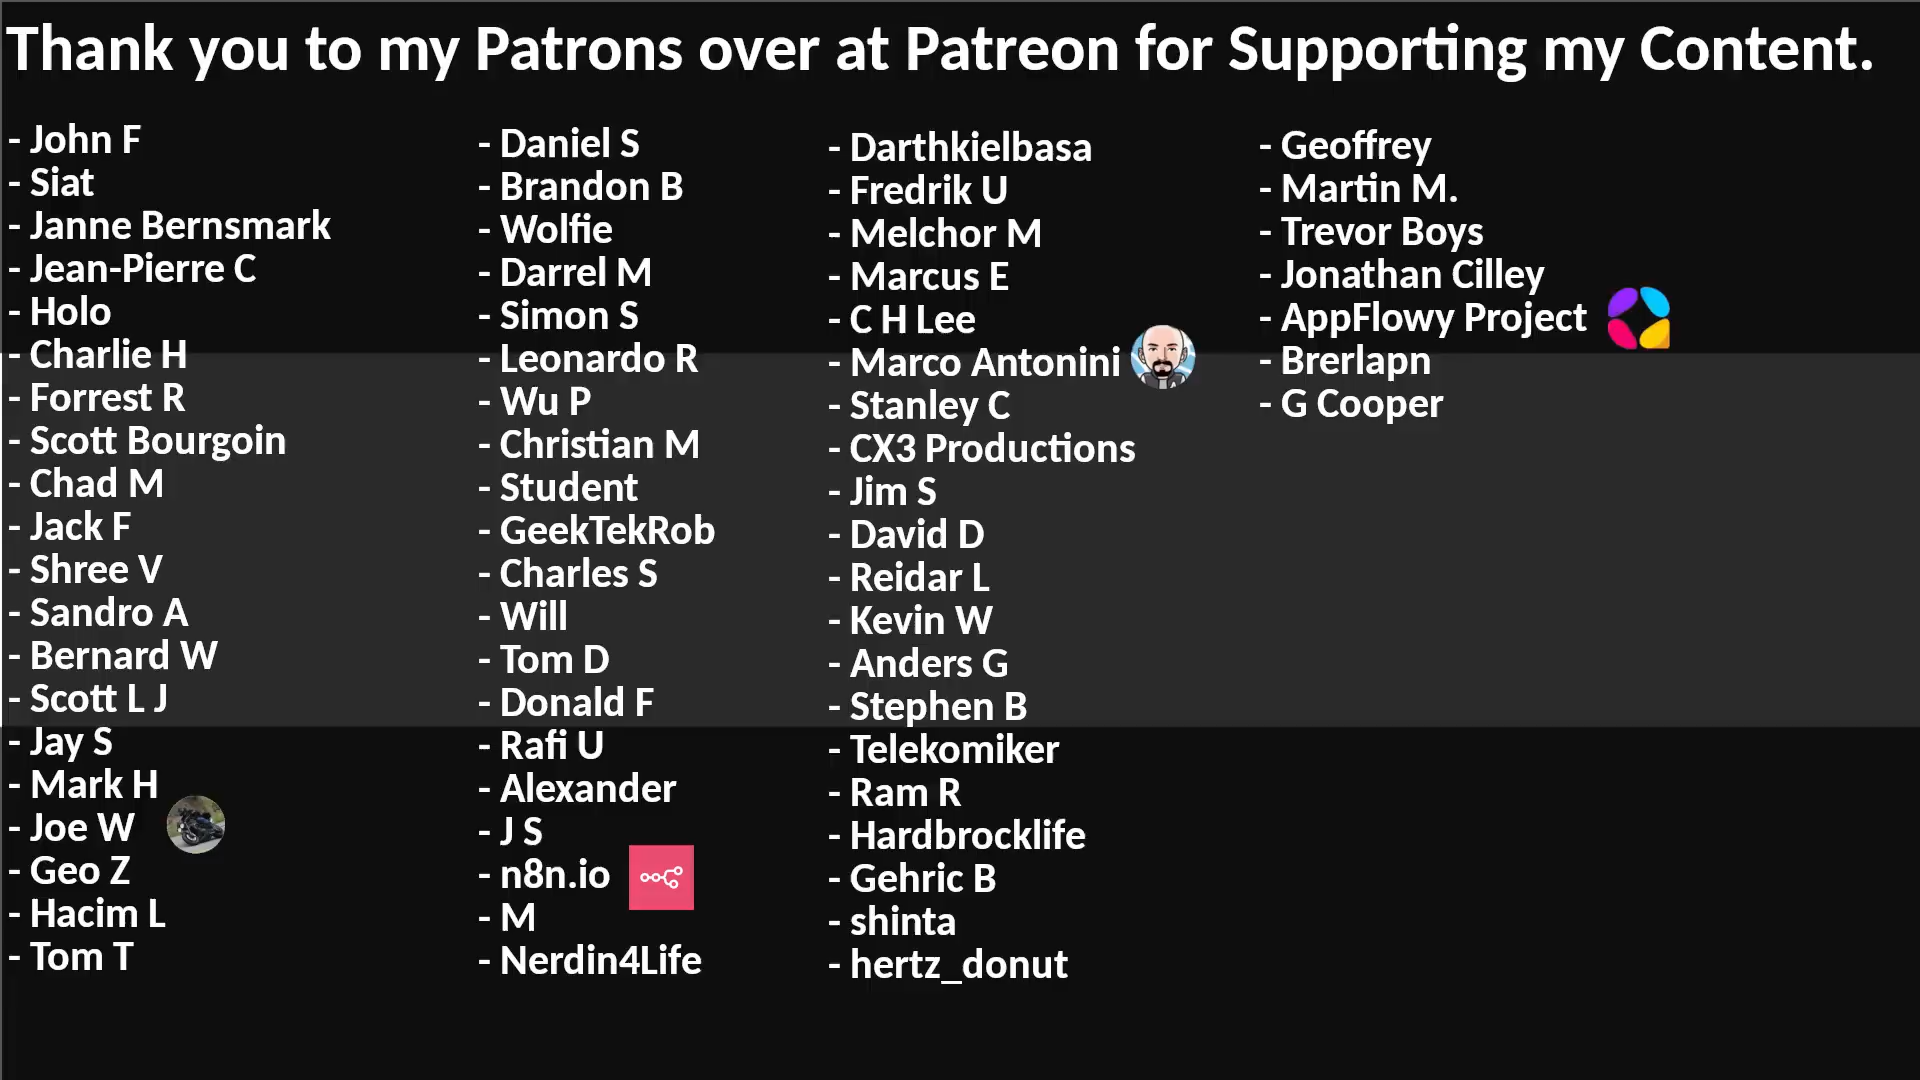 Thank you to my Patrons over at Patreon for Supporting my Content.
- John F
- Siat
- Janne Bernsmark
- Jean-Pierre C
- Holo
- Charlie H
- Forrest R
- Scott Bourgoin
- Chad M
- Jack F
- Shree V
- Sandro A
- Bernard W
- Scott L J
- Jay S
- Mark H
- Joe W
- Geo Z
- Hacim L
- Tom T
- Daniel S
- Brandon B
- Wolfie
- Darrel M
- Simon S
- Leonardo R
- Wu P
- Christian M
- Student
- GeekTekRob
- Charles S
- Will
- Tom D
- Donald F
- Rafi U
- Alexander
- J S
- n8n.io
- M
- Nerdin4Life
- Darthkielbasa
- Fredrik U
- Melchor M
- Marcus E
- C H Lee
- Marco Antonini
- Stanley C
- CX3 Productions
- Jim S
- David D
- Reidar L
- Kevin W
- Anders G
- Stephen B
- Telekomiker
- Ram R
- Hardbrocklife
- Gehric B
- shinta
- hertz_donut
- Geoffrey
- Martin M.
- Trevor Boys
- Jonathan Cilley
- AppFlowy Project
- Brerlapn
- G Cooper